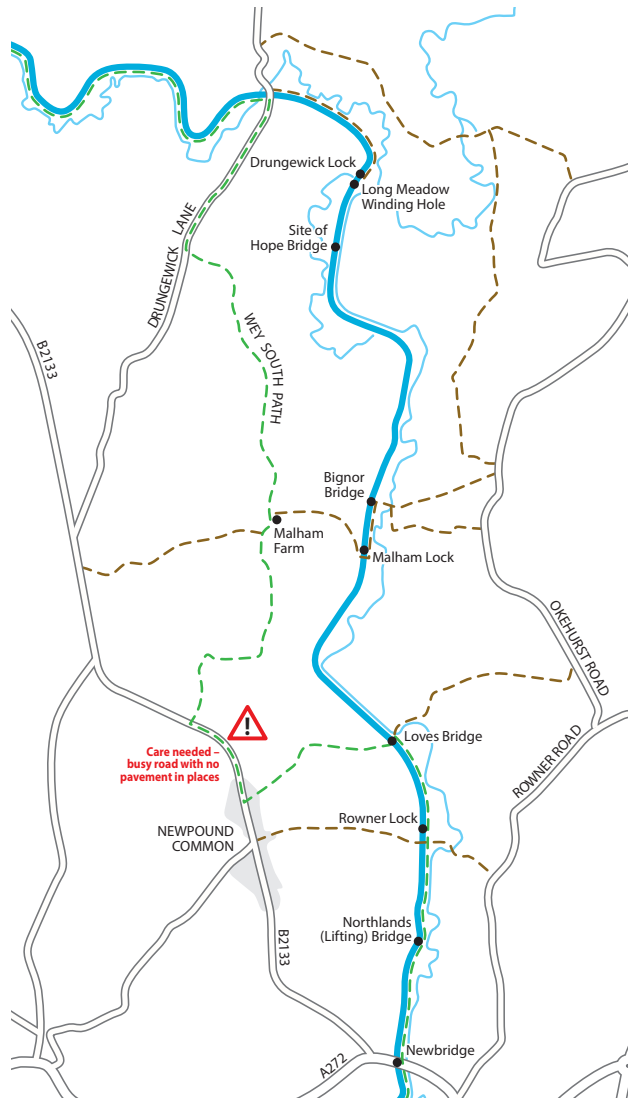 Drungewick Lock
Long Meadow
Winding Hole
Site of
Hope Bridge
DRUNGEWICK LANE
WEY SOUTH PATH
B2133
Bignor
Bridge
Malham
Farm
Malham Lock
OKEHURST ROAD
Care needed –
busy road with no
pavement in places
!
Loves Bridge
ROWNER ROAD
Rowner Lock
NEWPOUND
COMMON
Northlands
(Lifting) Bridge
B2133
Newbridge
A272